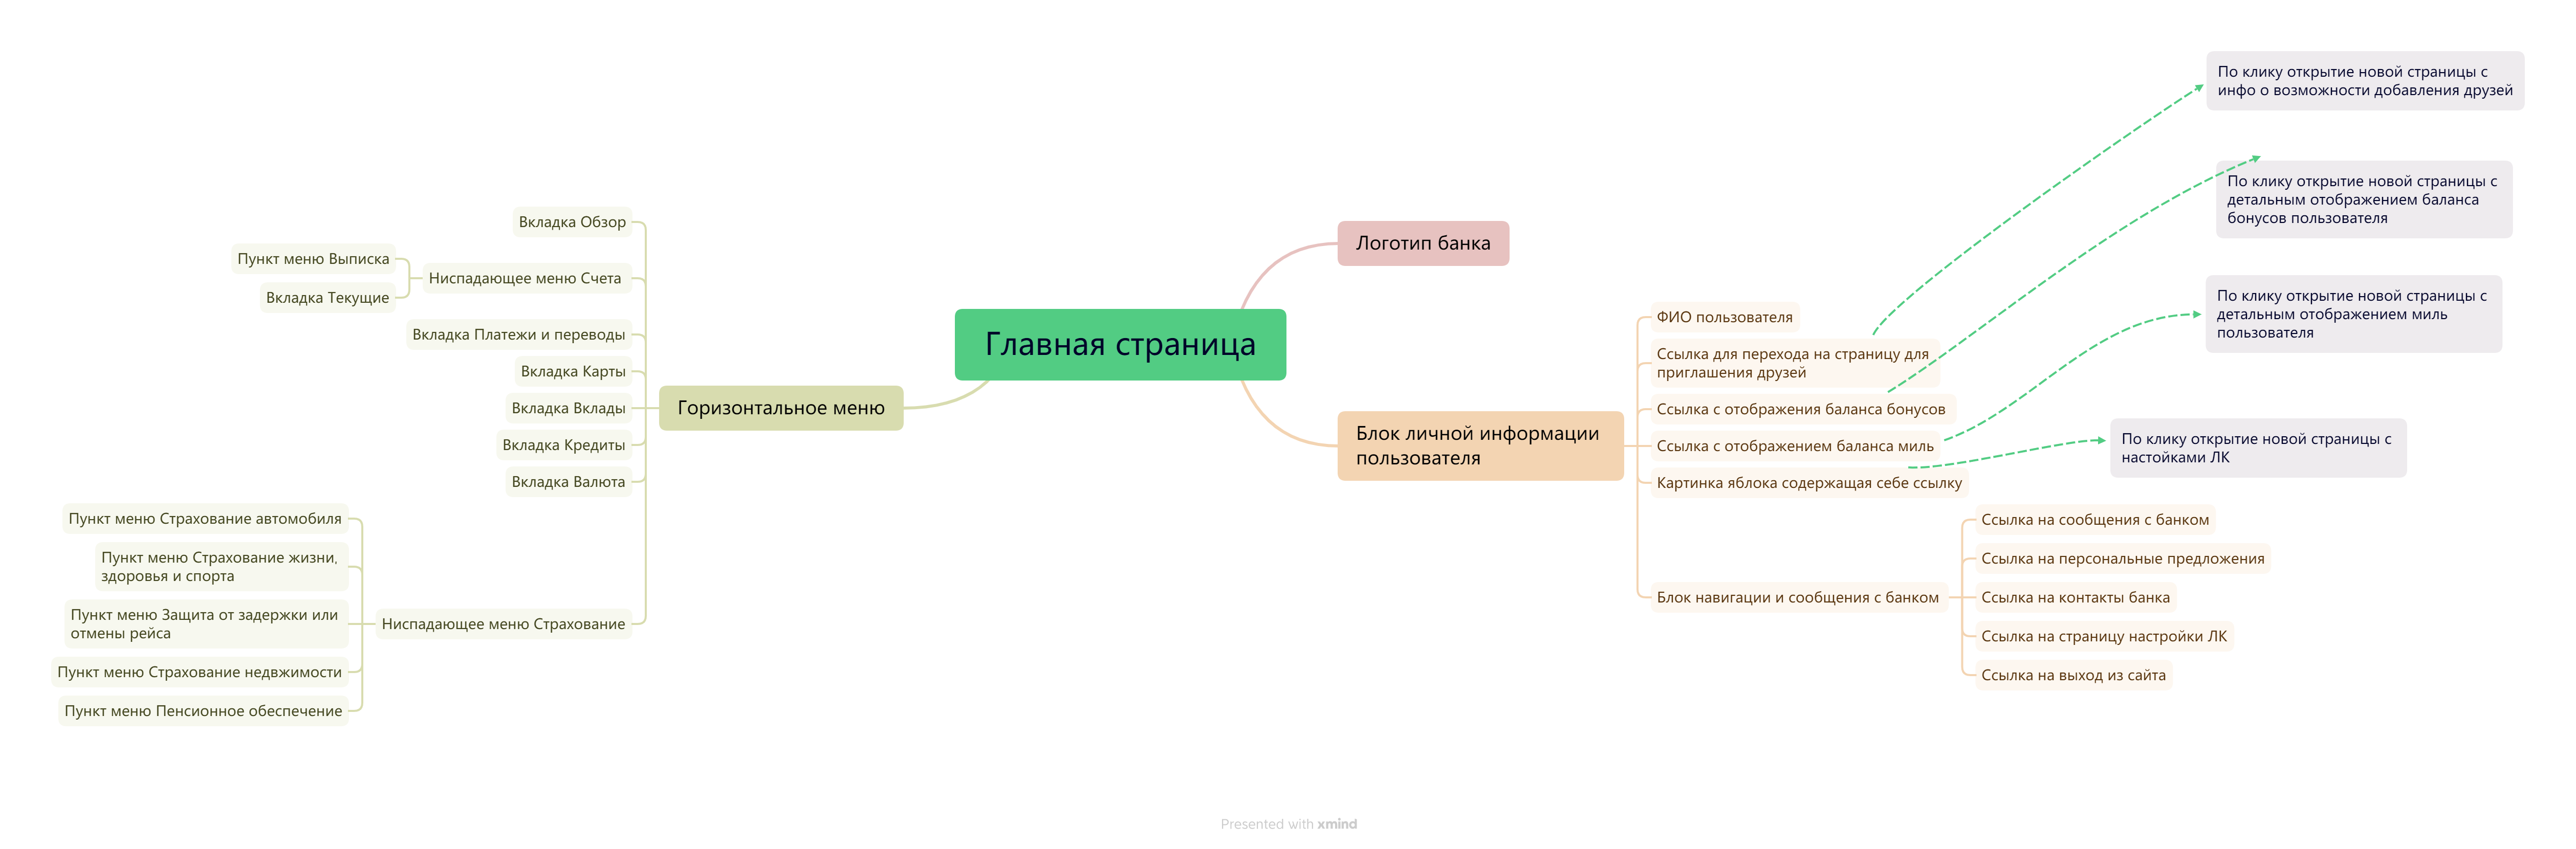 Главная страница
Логотип банка
Блок личной информации
пользователя
ФИО пользователя
Ссылка для перехода на страницу для
приглашения друзей
По клику открытие новой страницы с
инфо о возможности добавления друзей
Ссылка с отображения баланса бонусов
По клику открытие новой страницы с
детальным отображением баланса
бонусов пользователя
Ссылка с отображением баланса миль
По клику открытие новой страницы с
детальным отображением миль
пользователя
Картинка яблока содержащая себе ссылку
По клику открытие новой страницы с
настойками ЛК
Блок навигации и сообщения с банком
Ссылка на сообщения с банком
Ссылка на персональные предложения
Ссылка на контакты банка
Ссылка на страницу настройки ЛК
Ссылка на выход из сайта
Горизонтальное меню
Вкладка Обзор
Ниспадающее меню Счета
Пункт меню Выписка
Вкладка Текущие
Вкладка Платежи и переводы
Вкладка Карты
Вкладка Вклады
Вкладка Кредиты
Вкладка Валюта
Ниспадающее меню Страхование
Пункт меню Страхование автомобиля
Пункт меню Страхование жизни,
здоровья и спорта
Пункт меню Защита от задержки или
отмены рейса
Пункт меню Страхование недвжимости
Пункт меню Пенсионное обеспечение
Presented with xmind